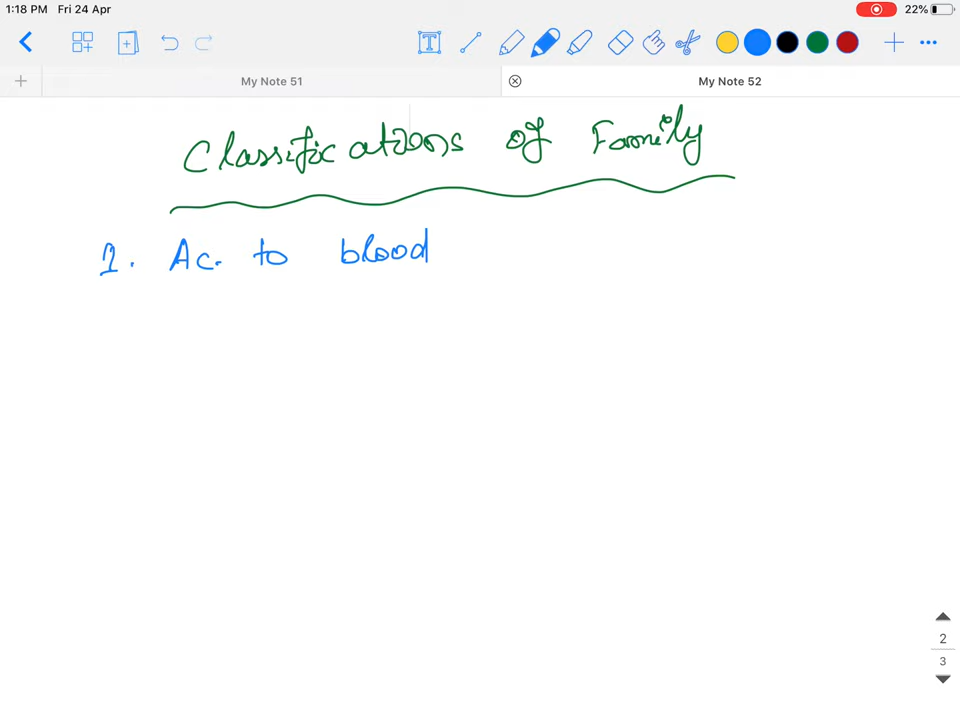 1:18 PM Fri 24 Apr 22%
My Note 51 My Note 52
Classifications of Family
1. Ac. to blood
2
3